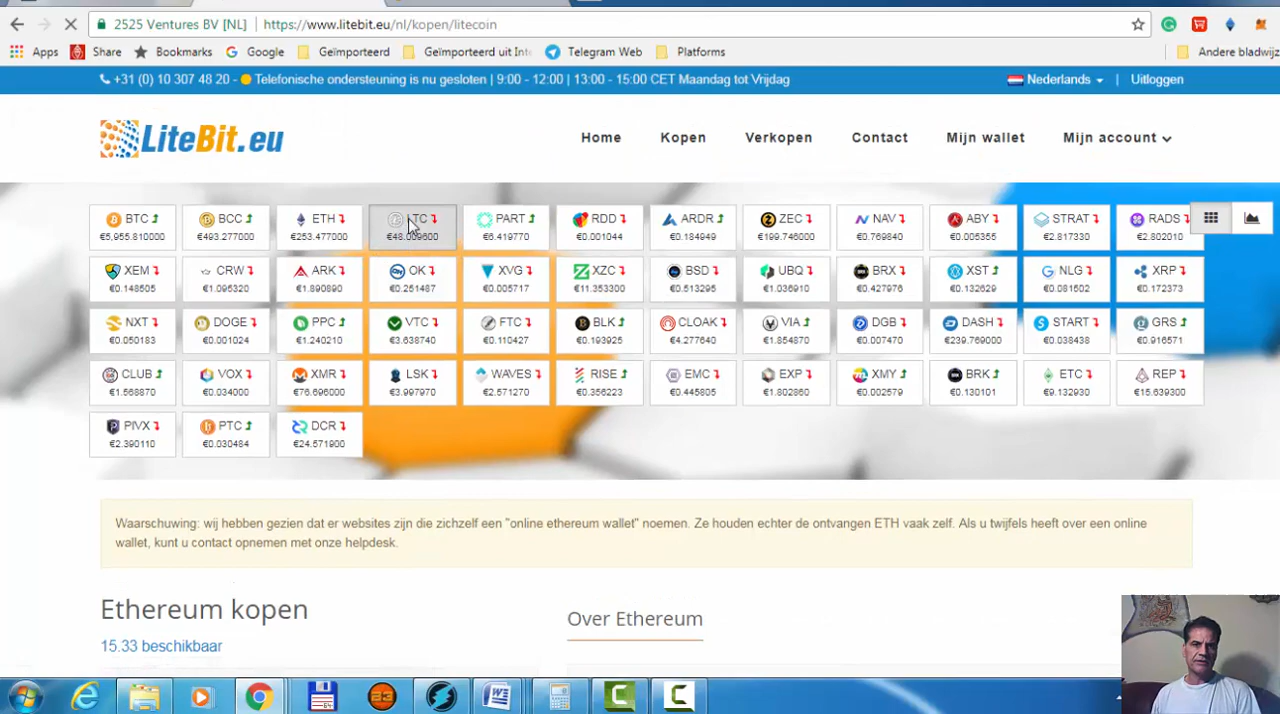 2525 Ventures BV [NL] https://www.litebit.eu/nl/kopen/litecoin
Apps Share Bookmarks Google Geïmporteerd Geïmporteerd uit Int Telegram Web Platforms Andere bladwij
+31 (0) 10 307 48 20 - Telefonische ondersteuning is nu gesloten | 9:00 - 12:00 | 13:00 - 15:00 CET Maandag tot Vrijdag Nederlands | Uitloggen
LiteBit.eu Home Kopen Verkopen Contact Mijn wallet Mijn account
BTC BCC ETH TC PART RDD ARDR ZEC NAV ABY STRAT RADS
€5,955.810000 €493.277000 €253.477000 €48.009600 €6.419770 €0.001044 €0.184949 €199.746000 €0.769840 €0.005355 €2.817330 €2.802010
XEM CRW ARK OK XVG XZC BSD UBQ BRX XST NLG XRP
€0.148505 €1.095320 €1.890890 €0.251487 €0.005717 €11.353300 €0.513295 €1.036910 €0.427976 €0.132629 €0.081602 €0.172373
NXT DOGE PPC VTC FTC BLK CLOAK VIA DGB DASH START GRS
€0.050183 €0.001024 €1.240210 €3.638740 €0.110427 €0.193925 €4.277640 €1.854870 €0.007470 €239.769000 €0.038438 €0.916571
CLUB VOX XMR LSK WAVES RISE EMC EXP XMY BRK ETC REP
€1.568870 €0.034000 €76.696000 €3.997970 €2.571270 €0.356223 €0.445805 €1.802860 €0.002579 €0.130101 €9.132930 €15.639300
PIVX PTC DCR
€2.390110 €0.030484 €24.571900
Waarschuwing: wij hebben gezien dat er websites zijn die zichzelf een "online ethereum wallet" noemen. Ze houden echter de ontvangen ETH vaak zelf. Als u twijfels heeft over een online
wallet, kunt u contact opnemen met onze helpdesk.
Ethereum kopen Over Ethereum
15.33 beschikbaar